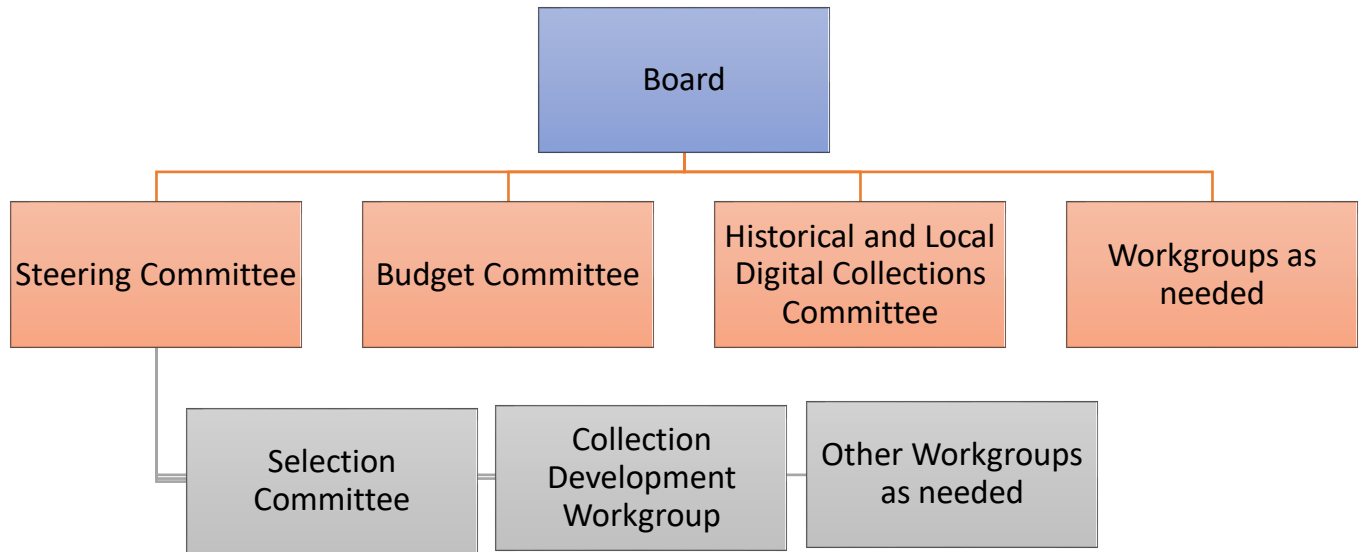 Board
Steering Committee
Budget Committee
Historical and Local
Digital Collections
Committee
Workgroups as
needed
Selection
Committee
Collection
Development
Workgroup
Other Workgroups
as needed